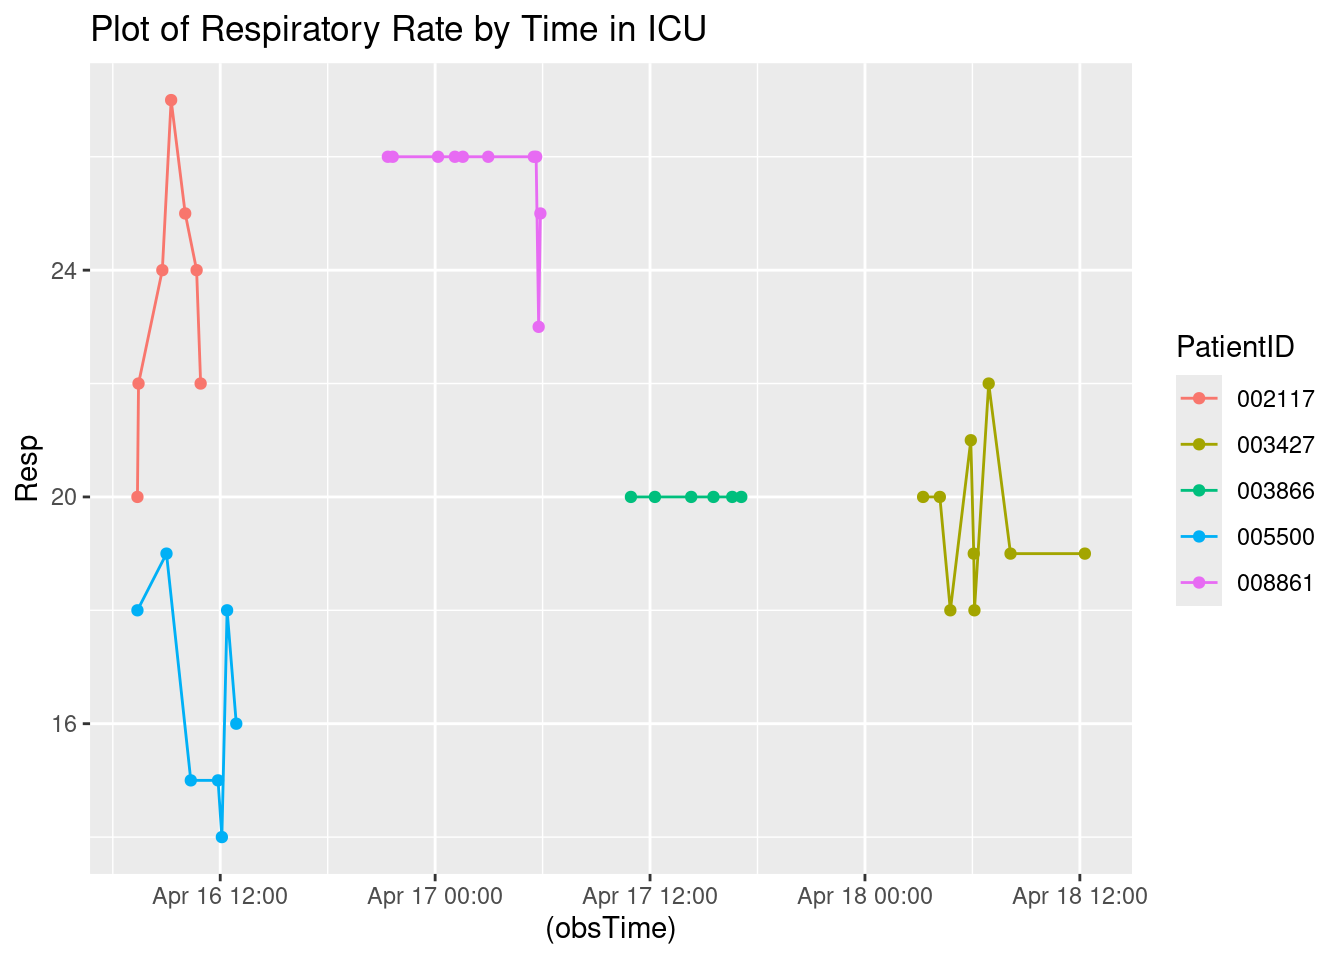 Plot of Respiratory Rate by Time in ICU
24
20
16
Resp
Apr 16 12:00
Apr 17 00:00
Apr 17 12:00
Apr 18 00:00
Apr 18 12:00
(obsTime)
PatientID
002117
003427
003866
005500
008861